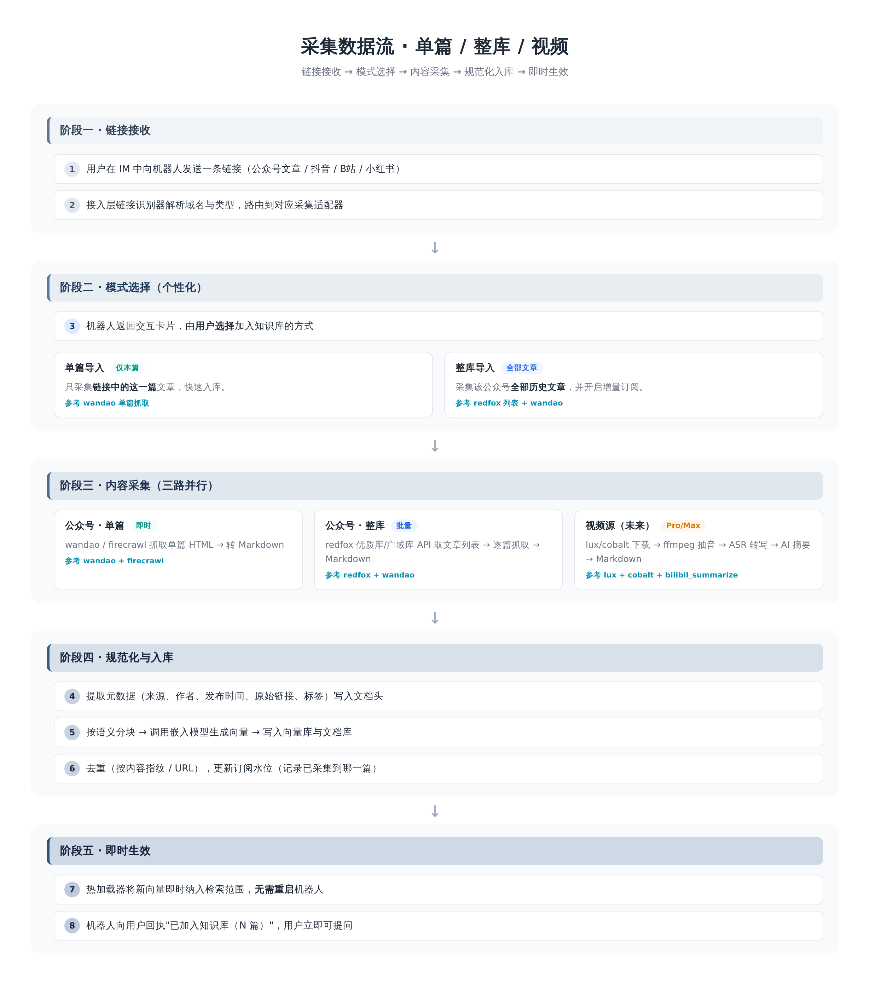 采集数据流 · 单篇 / 整库 / 视频
链接接收 → 模式选择 → 内容采集 → 规范化入库 → 即时生效
阶段一 · 链接接收
1 用户在 IM 中向机器人发送一条链接（公众号文章 / 抖音 / B站 / 小红书）
2 接入层链接识别器解析域名与类型，路由到对应采集适配器
↓
阶段二 · 模式选择（个性化）
3 机器人返回交互卡片，由用户选择加入知识库的方式
单篇导入 仅本篇
只采集链接中的这一篇文章，快速入库。
参考 wandao 单篇抓取
整库导入 全部文章
采集该公众号全部历史文章，并开启增量订阅。
参考 redfox 列表 + wandao
↓
阶段三 · 内容采集（三路并行）
公众号 · 单篇 即时
wandao / firecrawl 抓取单篇 HTML → 转 Markdown
参考 wandao + firecrawl
公众号 · 整库 批量
redfox 优质库/广域库 API 取文章列表 → 逐篇抓取 →
Markdown
参考 redfox + wandao
视频源（未来） Pro/Max
lux/cobalt 下载 → ffmpeg 抽音 → ASR 转写 → AI 摘要
→ Markdown
参考 lux + cobalt + bilibil_summarize
↓
阶段四 · 规范化与入库
4 提取元数据（来源、作者、发布时间、原始链接、标签）写入文档头
5 按语义分块 → 调用嵌入模型生成向量 → 写入向量库与文档库
6 去重（按内容指纹 / URL），更新订阅水位（记录已采集到哪一篇）
↓
阶段五 · 即时生效
7 热加载器将新向量即时纳入检索范围，无需重启机器人
8 机器人向用户回执"已加入知识库（N 篇）"，用户立即可提问